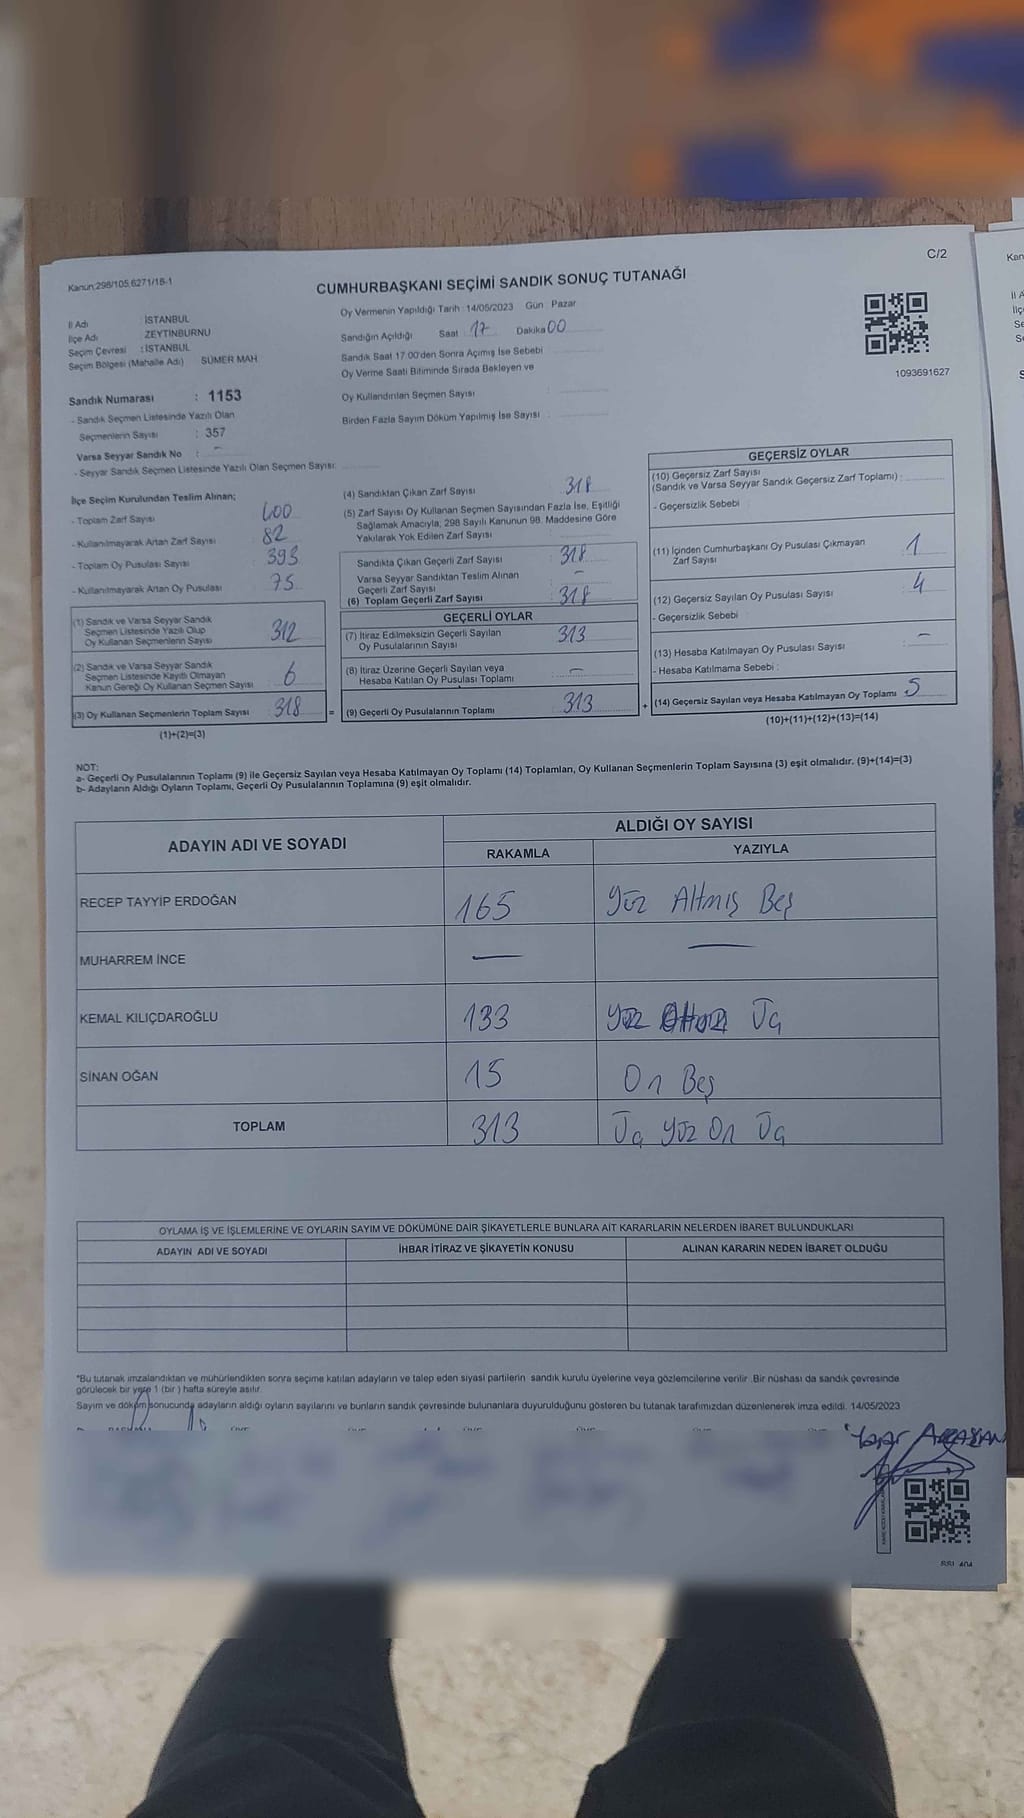 C/2
Kanun:298/105,6271/18-1
CUMHURBAŞKANI SEÇİMİ SANDIK SONUÇ TUTANAĞI
İl Adı : İSTANBUL
İlçe Adı : ZEYTİNBURNU
Seçim Çevresi : İSTANBUL
Seçim Bölgesi (Mahalle Adı) SÜMER MAH.
Sandık Numarası : 1153
- Sandık Seçmen Listesinde Yazılı Olan
Seçmenlerin Sayısı : 357
Varsa Seyyar Sandık No : -
- Seyyar Sandık Seçmen Listesinde Yazılı Olan Seçmen Sayısı:
Oy Vermenin Yapıldığı Tarih :14/05/2023 Gün : Pazar
Sandığın Açıldığı Saat : 17 Dakika 00
Sandık Saat 17.00'den Sonra Açımış İse Sebebi :
Oy Verme Saati Bitiminde Sırada Bekleyen ve
Oy Kullandırılan Seçmen Sayısı :
Birden Fazla Sayım Döküm Yapılmış İse Sayısı :
1093691627
İlçe Seçim Kurulundan Teslim Alınan;
- Toplam Zarf Sayısı 400
- Kullanılmayarak Artan Zarf Sayısı 82
- Toplam Oy Pusulası Sayısı 393
- Kullanılmayarak Artan Oy Pusulası 75
(1) Sandık ve Varsa Seyyar Sandık
Seçmen Listesinde Yazılı Olup
Oy Kullanan Seçmenlerin Sayısı 312
(2) Sandık ve Varsa Seyyar Sandık
Seçmen Listesinde Kayıtlı Olmayan
Kanun Gereği Oy Kullanan Seçmen Sayısı 6
(3) Oy Kullanan Seçmenlerin Toplam Sayısı 318 =
(1)+(2)=(3)
(4) Sandıktan Çıkan Zarf Sayısı : 318
(5) Zarf Sayısı Oy Kullanan Seçmen Sayısından Fazla İse, Eşitliği
Sağlamak Amacıyla; 298 Sayılı Kanunun 98. Maddesine Göre
Yakılarak Yok Edilen Zarf Sayısı :
Sandıkta Çıkan Geçerli Zarf Sayısı : 318
Varsa Seyyar Sandıktan Teslim Alınan
Geçerli Zarf Sayısı : -
(6) Toplam Geçerli Zarf Sayısı : 318
GEÇERLİ OYLAR
(7) İtiraz Edilmeksizin Geçerli Sayılan
Oy Pusulalarının Sayısı : 313
(8) İtiraz Üzerine Geçerli Sayılan veya
Hesaba Katılan Oy Pusulası Toplamı : -
(9) Geçerli Oy Pusulalarının Toplamı : 313 +
GEÇERSİZ OYLAR
(10) Geçersiz Zarf Sayısı
(Sandık ve Varsa Seyyar Sandık Geçersiz Zarf Toplamı) :
- Geçersizlik Sebebi :
(11) İçinden Cumhurbaşkanı Oy Pusulası Çıkmayan
Zarf Sayısı : 1
(12) Geçersiz Sayılan Oy Pusulası Sayısı : 4
- Geçersizlik Sebebi :
(13) Hesaba Katılmayan Oy Pusulası Sayısı : -
- Hesaba Katılmama Sebebi :
(14) Geçersiz Sayılan veya Hesaba Katılmayan Oy Toplamı : 5
(10)+(11)+(12)+(13)=(14)
NOT:
a- Geçerli Oy Pusulalarının Toplamı (9) ile Geçersiz Sayılan veya Hesaba Katılmayan Oy Toplamı (14) Toplamları, Oy Kullanan Seçmenlerin Toplam Sayısına (3) eşit olmalıdır. (9)+(14)=(3)
b- Adayların Aldığı Oyların Toplamı, Geçerli Oy Pusulalarının Toplamına (9) eşit olmalıdır.
ADAYIN ADI VE SOYADI ALDIĞI OY SAYISI
RAKAMLA YAZIYLA
RECEP TAYYİP ERDOĞAN 165 Yüz Altmış Beş
MUHARREM İNCE — —
KEMAL KILIÇDAROĞLU 133 Yüz Otuz Üç
SİNAN OĞAN 15 On Beş
TOPLAM 313 Üç Yüz On Üç
OYLAMA İŞ VE İŞLEMLERİNE VE OYLARIN SAYIM VE DÖKÜMÜNE DAİR ŞİKAYETLERLE BUNLARA AİT KARARLARIN NELERDEN İBARET BULUNDUKLARI
ADAYIN ADI VE SOYADI İHBAR İTİRAZ VE ŞİKAYETİN KONUSU ALINAN KARARIN NEDEN İBARET OLDUĞU
*Bu tutanak imzalandıktan ve mühürlendikten sonra seçime katılan adayların ve talep eden siyasi partilerin sandık kurulu üyelerine veya gözlemcilerine verilir. Bir nüshası da sandık çevresinde
görülecek bir yere 1 (bir ) hafta süreyle asılır.
Sayım ve döküm sonucunda adayların aldığı oyların sayılarını ve bunların sandık çevresinde bulunanlara duyurulduğunu gösteren bu tutanak tarafımızdan düzenlenerek imza edildi. 14/05/2023